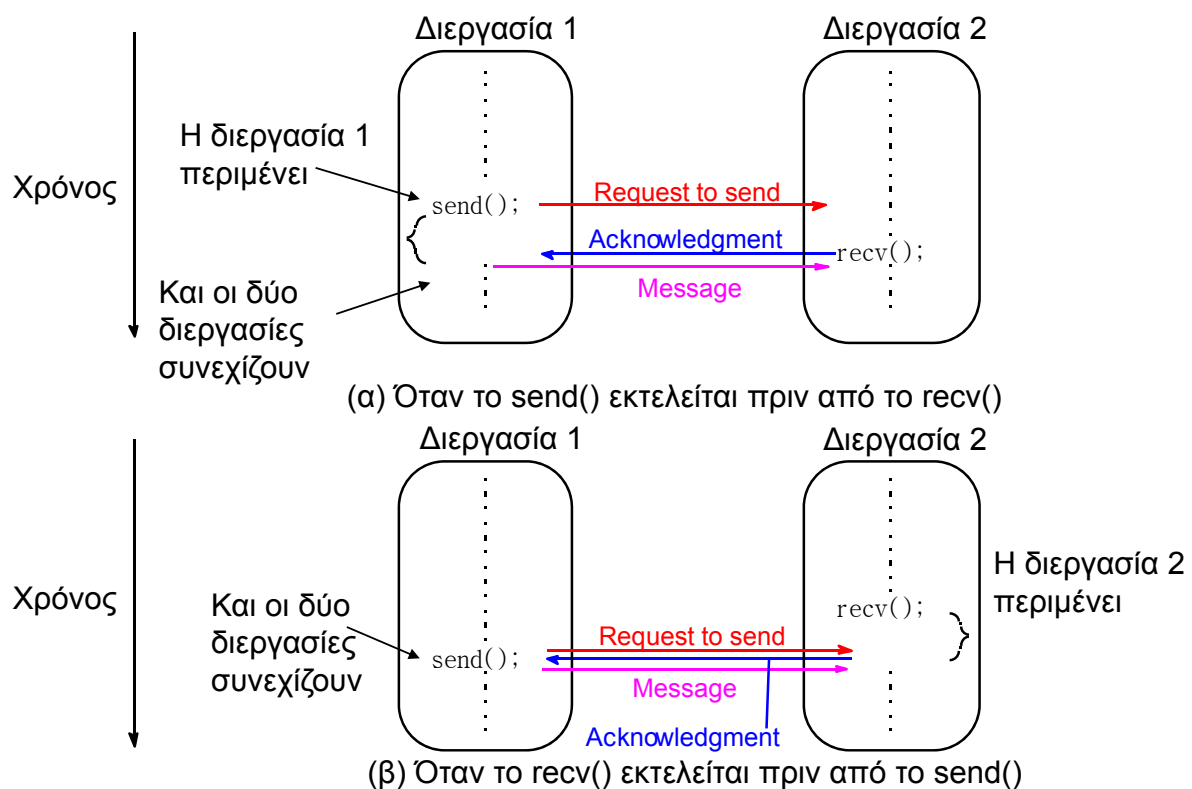 Διεργασία 1
Διεργασία 2
Η διεργασία 1
περιμένει
Χρόνος
send();
Request to send
Acknowledgment
recv();
Message
Και οι δύο
διεργασίες
συνεχίζουν
(α) Όταν το send() εκτελείται πριν από το recv()
Διεργασία 1
Διεργασία 2
Η διεργασία 2
περιμένει
Χρόνος
Και οι δύο
διεργασίες
συνεχίζουν
recv();
Request to send
send();
Message
Acknowledgment
(β) Όταν το recv() εκτελείται πριν από το send()